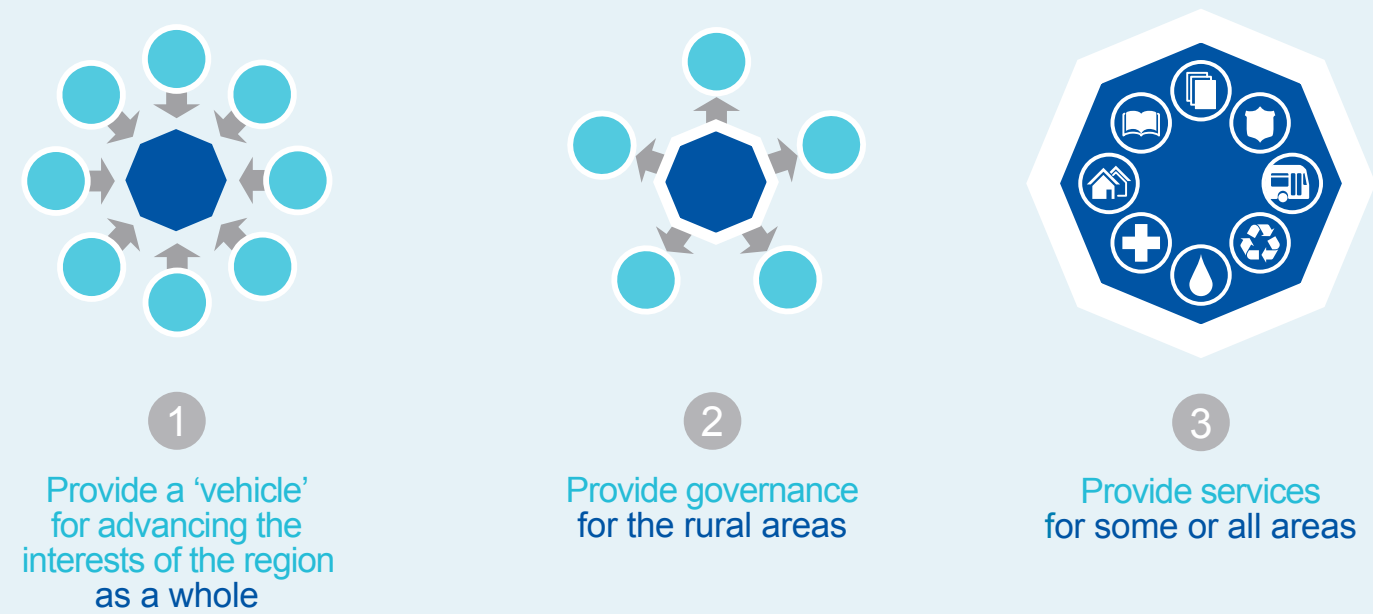 1
Provide a ‘vehicle’
for advancing the
interests of the region
as a whole
2
Provide governance
for the rural areas
3
Provide services
for some or all areas